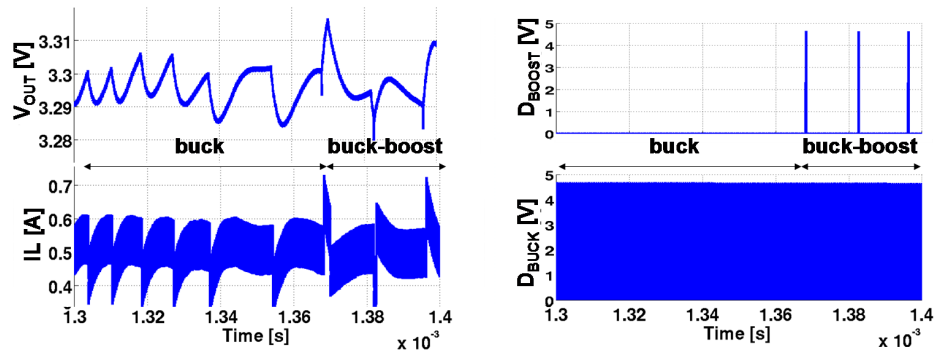 V_OUT [V]
3.31
3.3
3.29
3.28
buck
buck-boost
IL [A]
0.7
0.6
0.5
0.4
1.3 1.32 1.34 1.36 1.38 1.4
Time [s]
x 10⁻³
D_BOOST [V]
5
4
3
2
1
0
buck
buck-boost
D_BUCK [V]
5
4
3
2
1
0
1.3 1.32 1.34 1.36 1.38 1.4
Time [s]
x 10⁻³